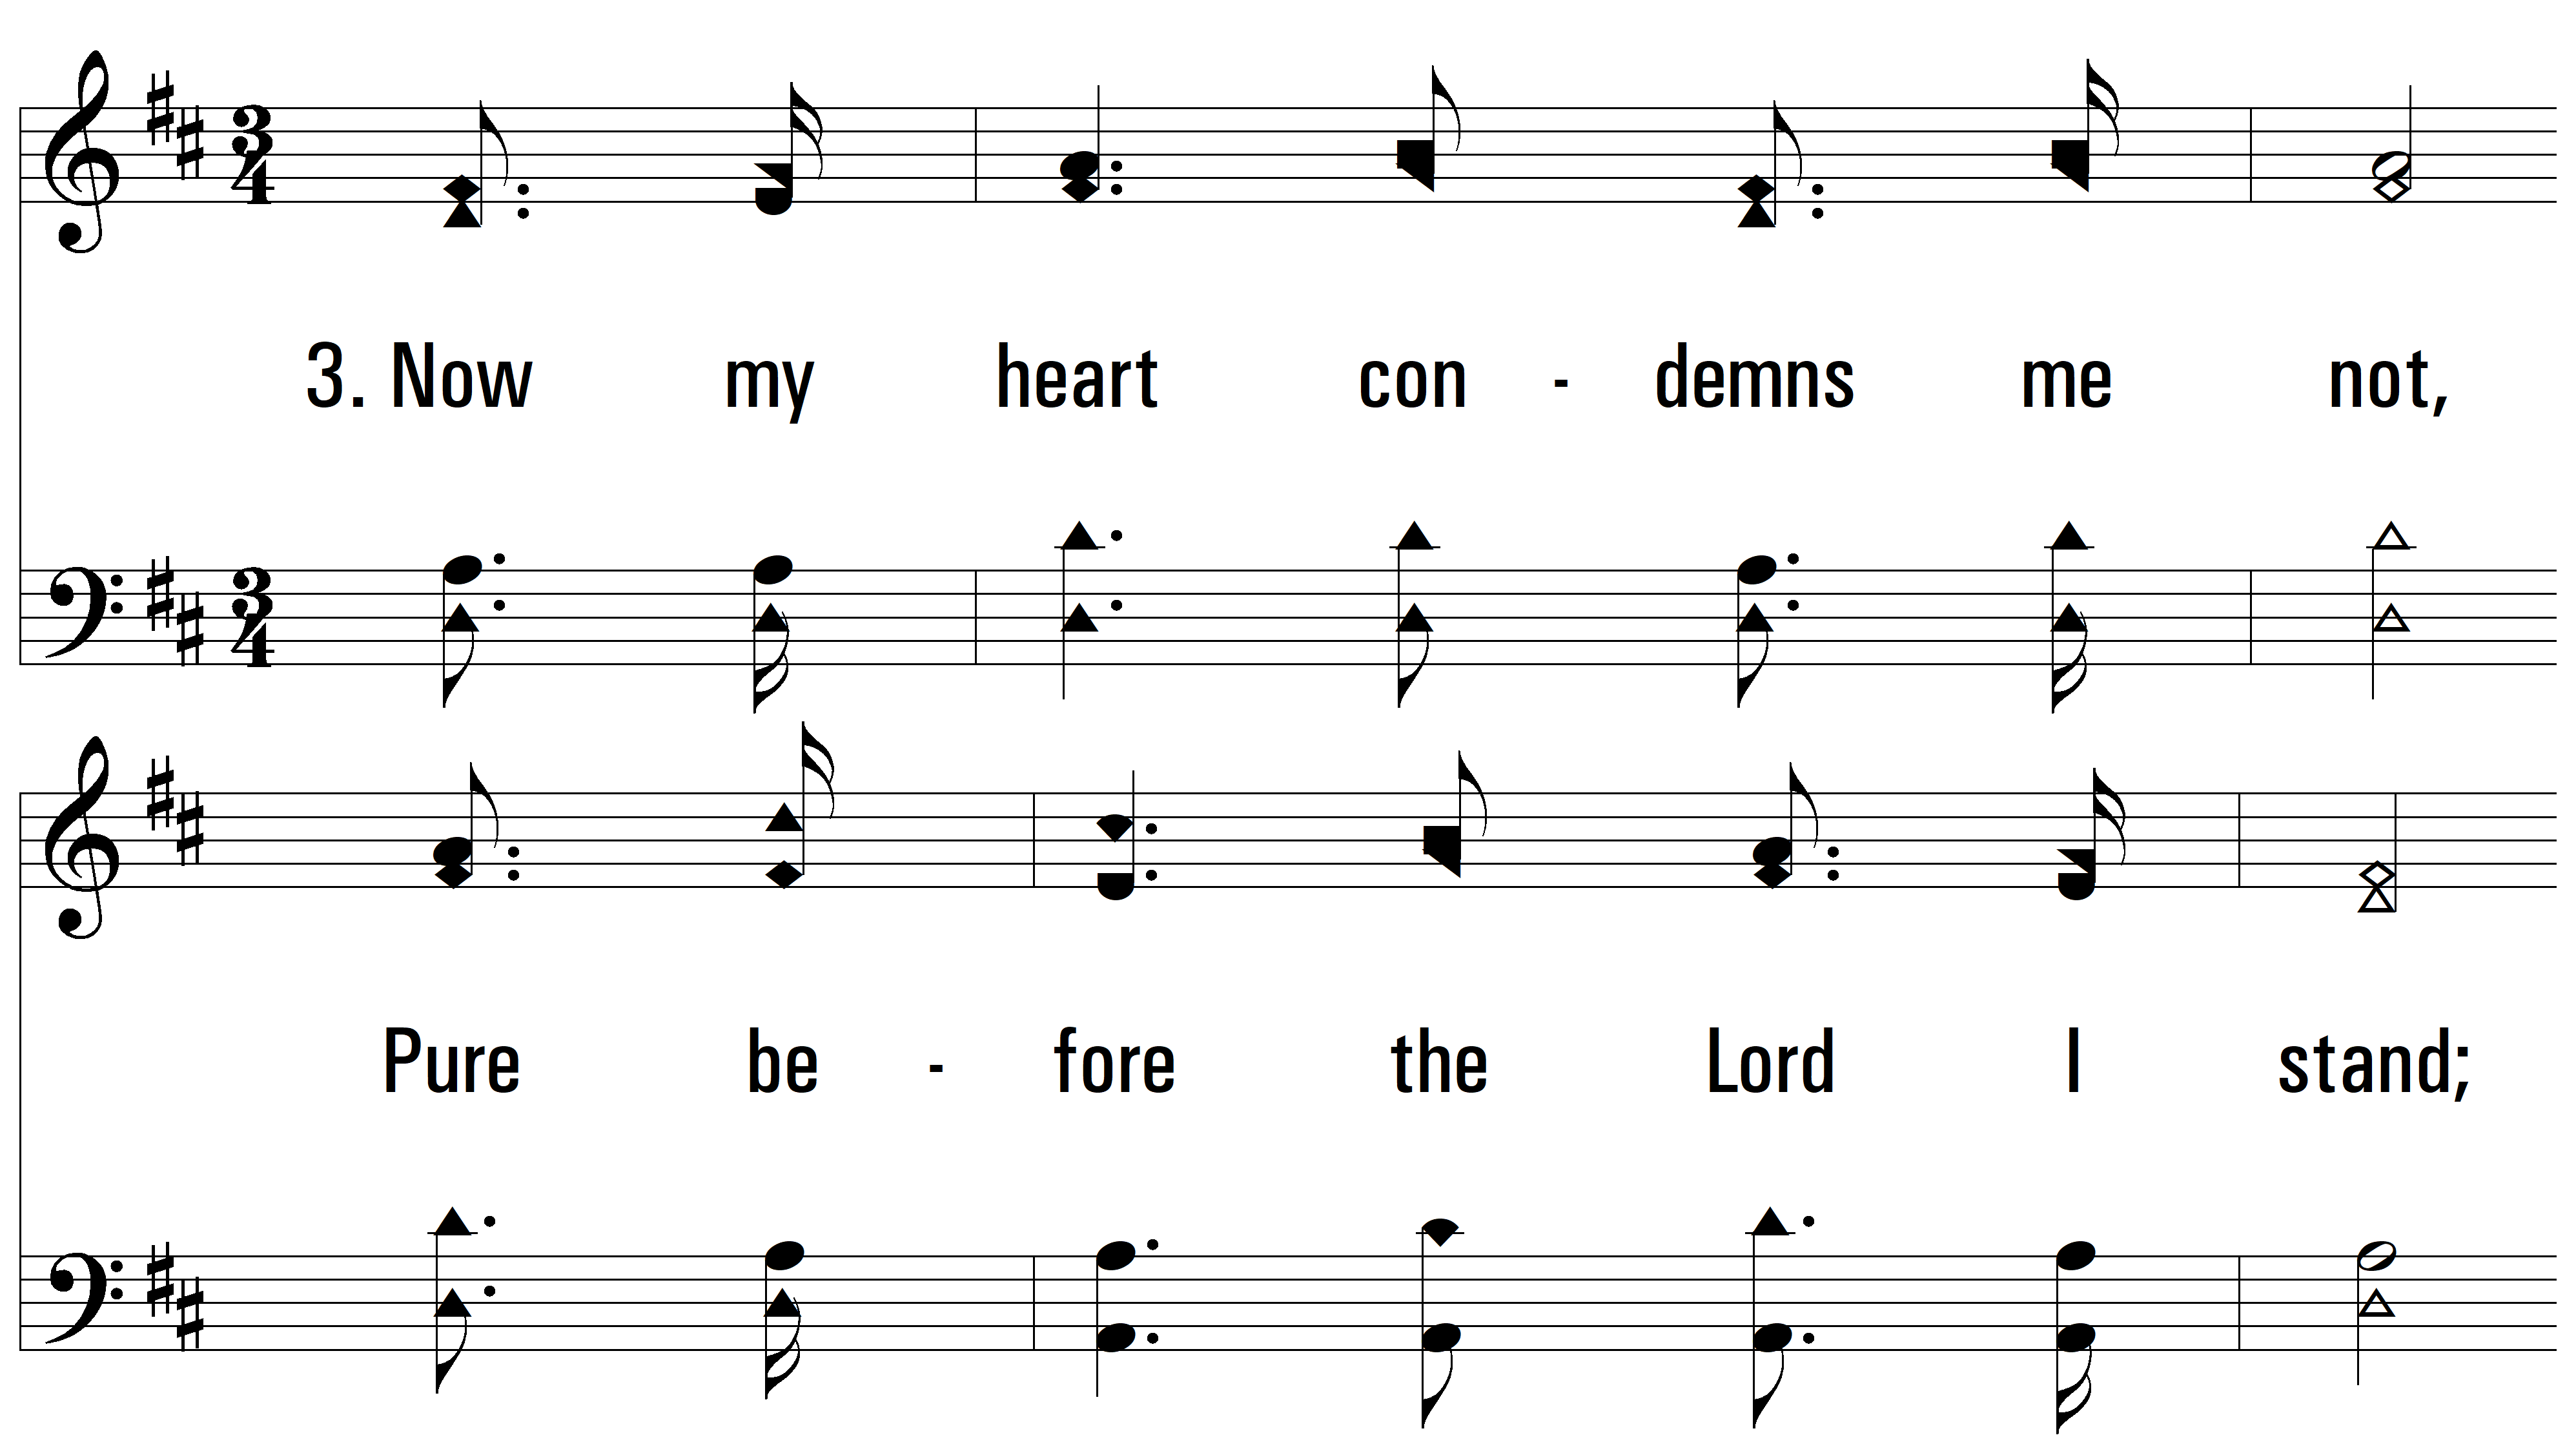 3. Now my heart con - demns me not,
Pure be - fore the Lord I stand;